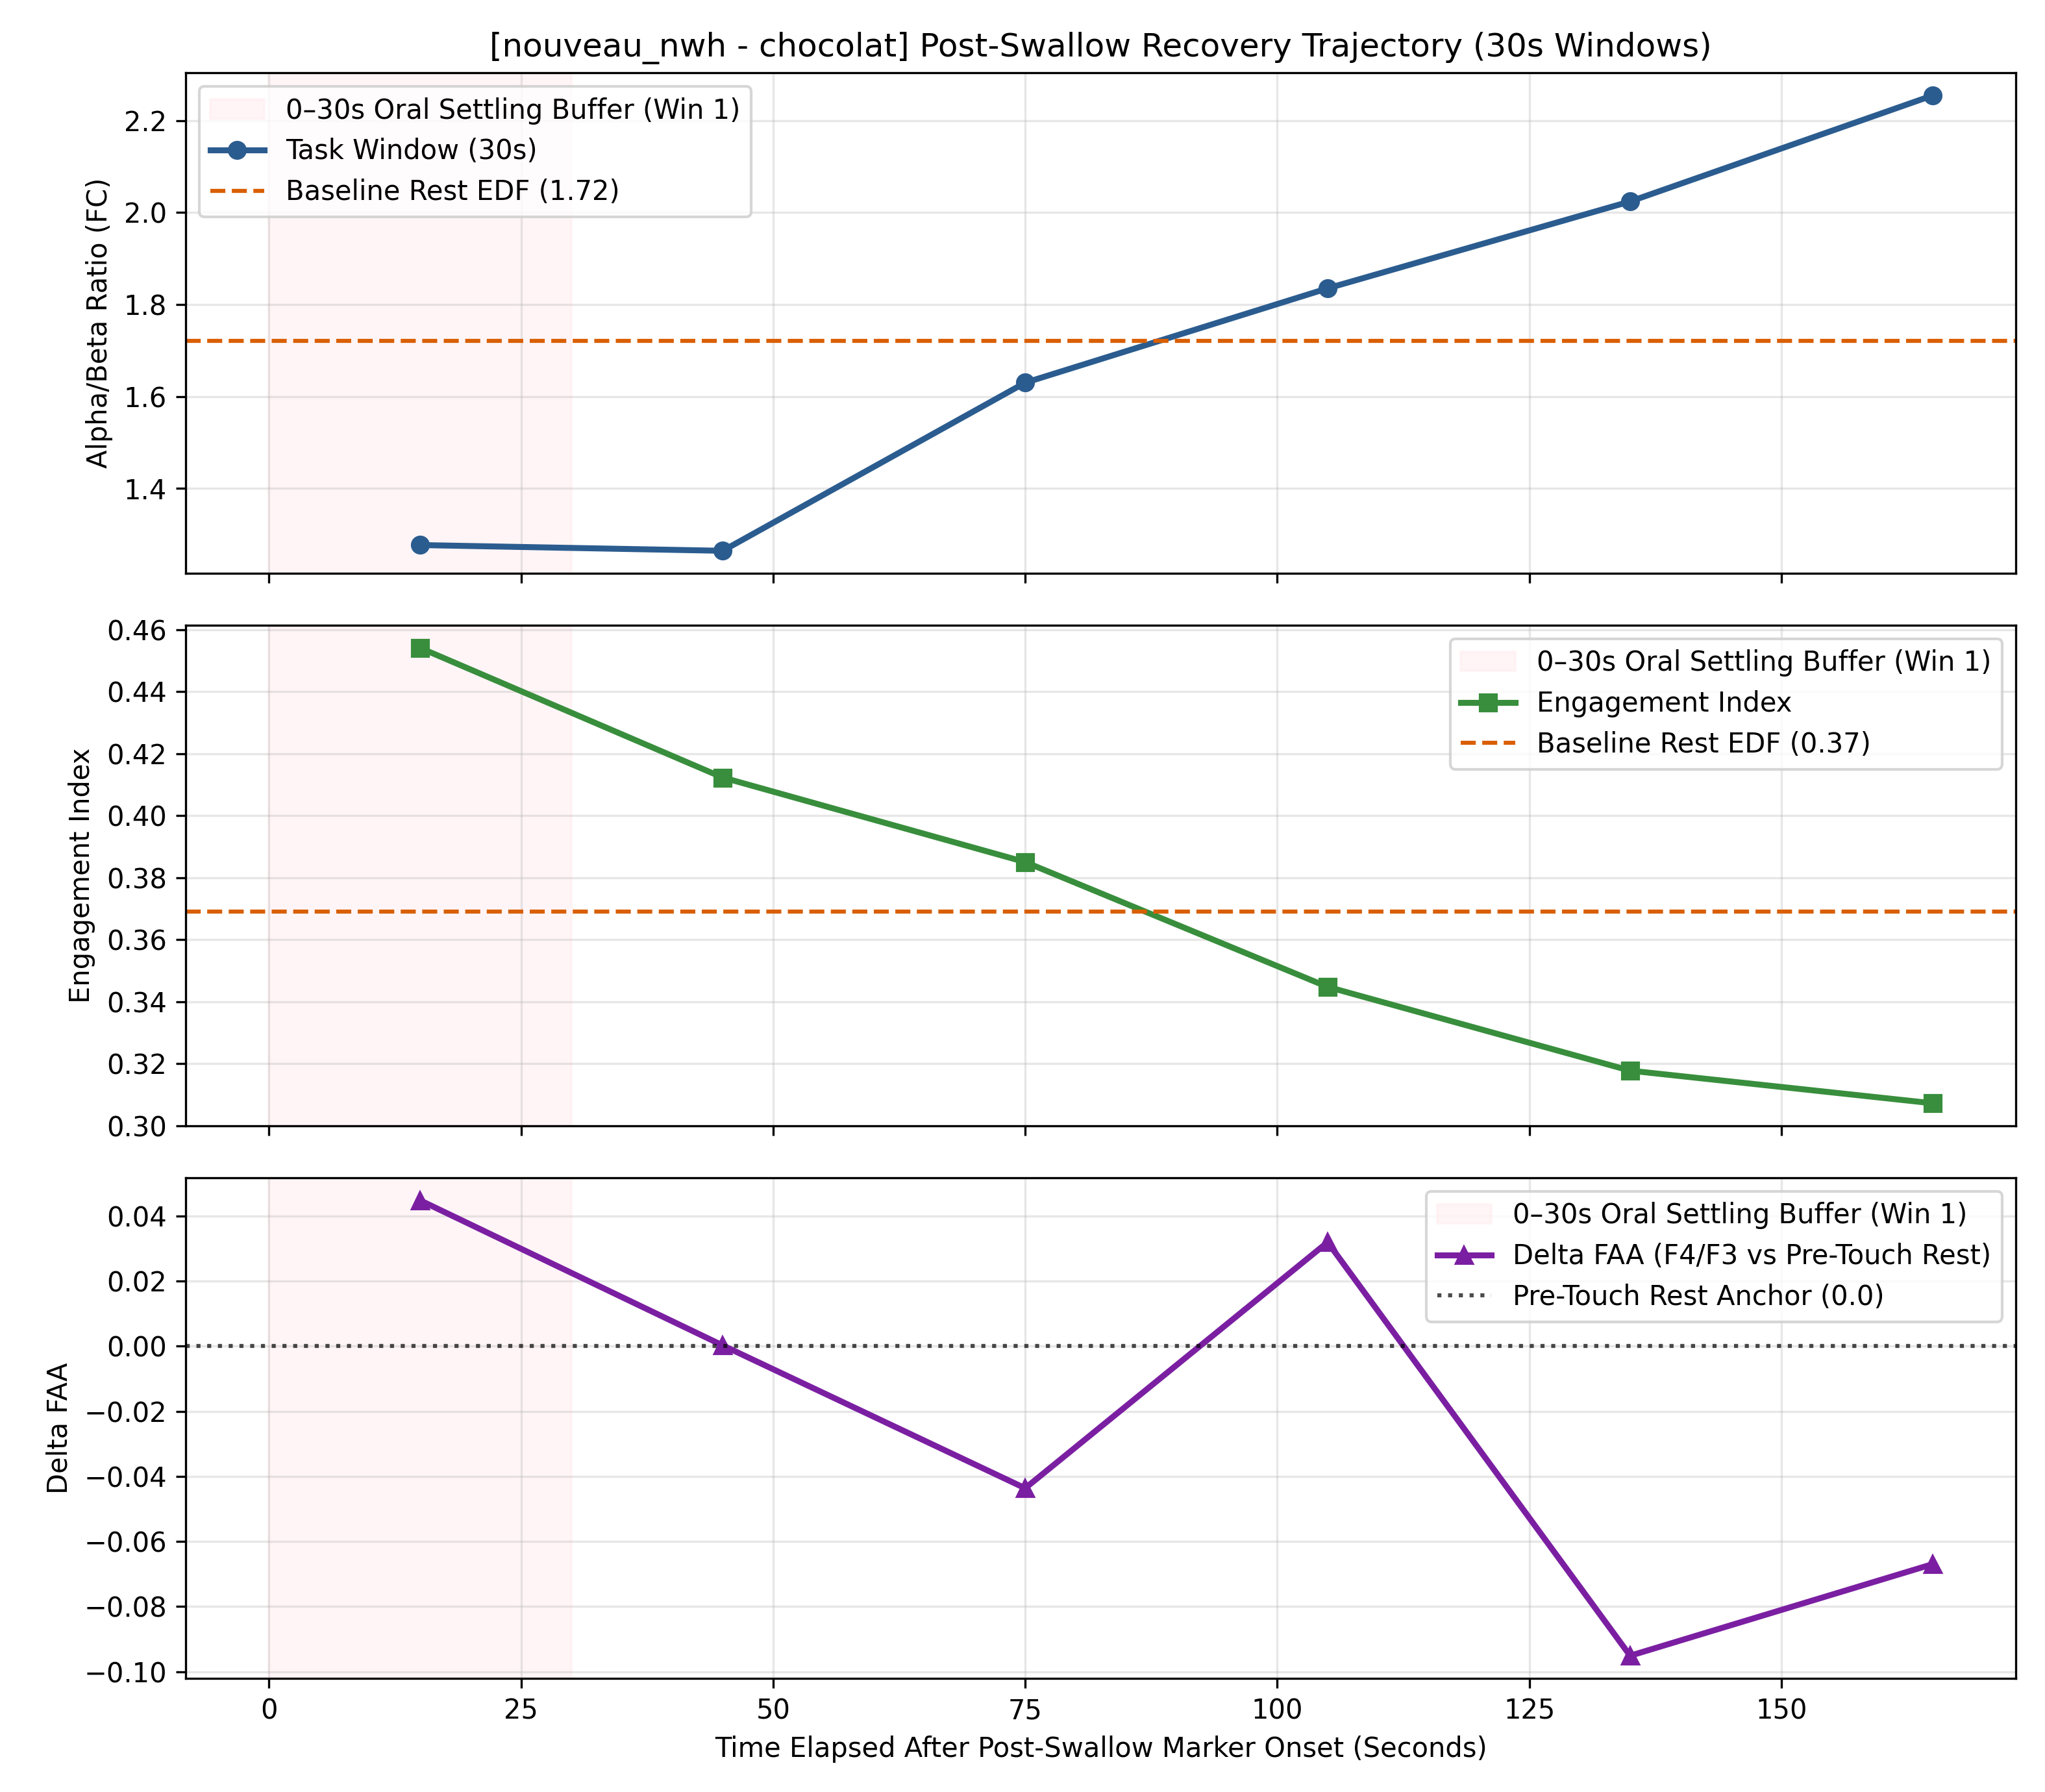 [nouveau_nwh - chocolat] Post-Swallow Recovery Trajectory (30s Windows)
0–30s Oral Settling Buffer (Win 1)
Task Window (30s)
Baseline Rest EDF (1.72)
Alpha/Beta Ratio (FC)
2.2
2.0
1.8
1.6
1.4
0–30s Oral Settling Buffer (Win 1)
Engagement Index
Baseline Rest EDF (0.37)
Engagement Index
0.46
0.44
0.42
0.40
0.38
0.36
0.34
0.32
0.30
0–30s Oral Settling Buffer (Win 1)
Delta FAA (F4/F3 vs Pre-Touch Rest)
Pre-Touch Rest Anchor (0.0)
Delta FAA
0.04
0.02
0.00
−0.02
−0.04
−0.06
−0.08
−0.10
0 25 50 75 100 125 150
Time Elapsed After Post-Swallow Marker Onset (Seconds)